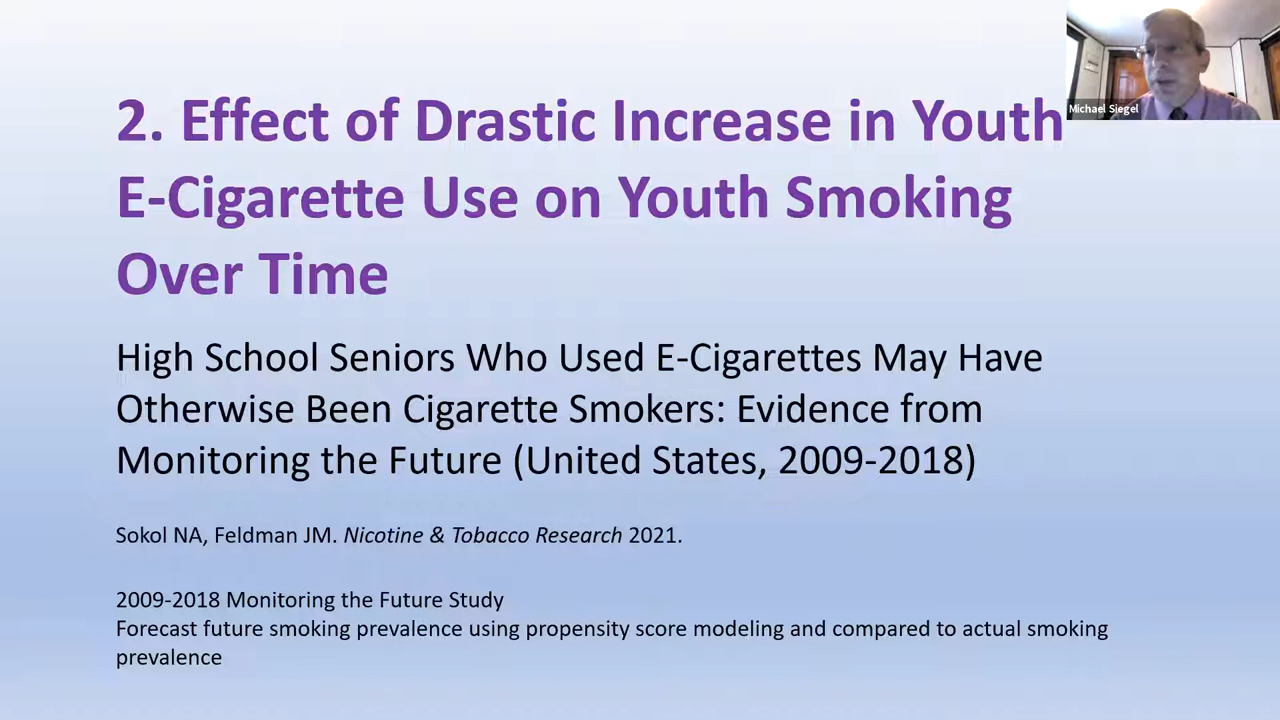 Michael Siegel
2. Effect of Drastic Increase in Youth
E-Cigarette Use on Youth Smoking
Over Time
High School Seniors Who Used E-Cigarettes May Have
Otherwise Been Cigarette Smokers: Evidence from
Monitoring the Future (United States, 2009-2018)
Sokol NA, Feldman JM. Nicotine & Tobacco Research 2021.
2009-2018 Monitoring the Future Study
Forecast future smoking prevalence using propensity score modeling and compared to actual smoking
prevalence